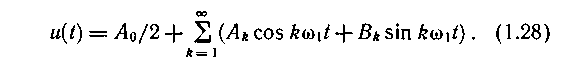 u(t) = A₀/2 + ∑_{k=1}^{∞} (A_k cos kω₁t + B_k sin kω₁t). (1.28)